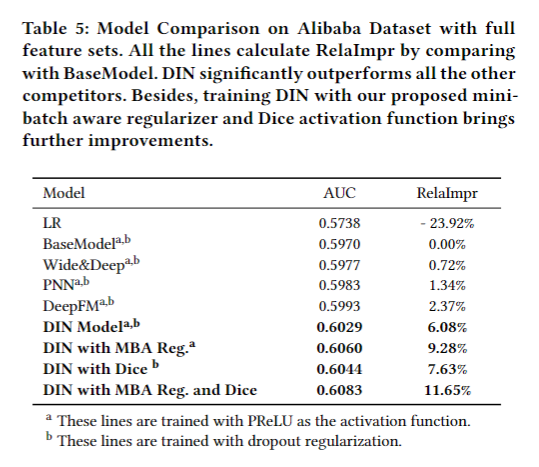 Table 5: Model Comparison on Alibaba Dataset with full
feature sets. All the lines calculate RelaImpr by comparing
with BaseModel. DIN significantly outperforms all the other
competitors. Besides, training DIN with our proposed mini-
batch aware regularizer and Dice activation function brings
further improvements.
Model AUC RelaImpr
LR 0.5738 - 23.92%
BaseModel^a,b 0.5970 0.00%
Wide&Deep^a,b 0.5977 0.72%
PNN^a,b 0.5983 1.34%
DeepFM^a,b 0.5993 2.37%
DIN Model^a,b 0.6029 6.08%
DIN with MBA Reg.^a 0.6060 9.28%
DIN with Dice ^b 0.6044 7.63%
DIN with MBA Reg. and Dice 0.6083 11.65%
^a These lines are trained with PReLU as the activation function.
^b These lines are trained with dropout regularization.